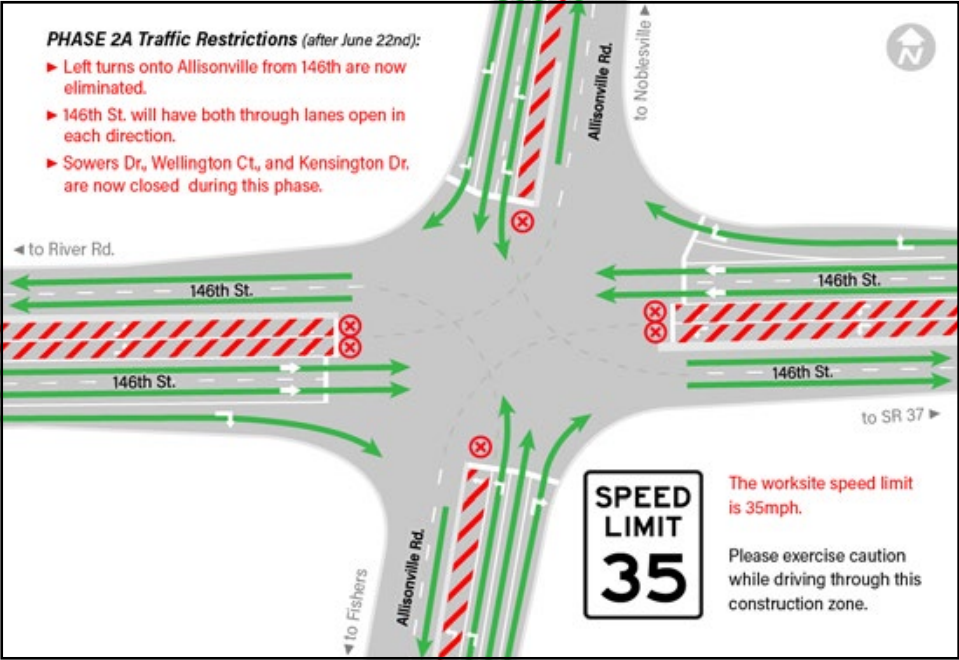 PHASE 2A Traffic Restrictions (after June 22nd):
► Left turns onto Allisonville from 146th are now
eliminated.
► 146th St. will have both through lanes open in
each direction.
► Sowers Dr., Wellington Ct., and Kensington Dr.
are now closed during this phase.
Allisonville Rd.
to Noblesville ►
N
◄ to River Rd.
146th St.
146th St.
146th St.
146th St.
to SR 37 ►
Allisonville Rd.
◄ to Fishers
SPEED
LIMIT
35
The worksite speed limit
is 35mph.
Please exercise caution
while driving through this
construction zone.